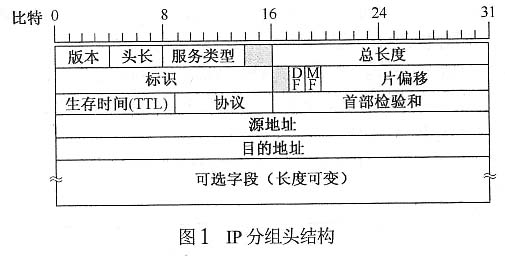 比特 0 8 16 24 31
版本 头长 服务类型 总长度
标识 DF MF 片偏移
生存时间(TTL) 协议 首部检验和
源地址
目的地址
可选字段（长度可变）
图1 IP 分组头结构